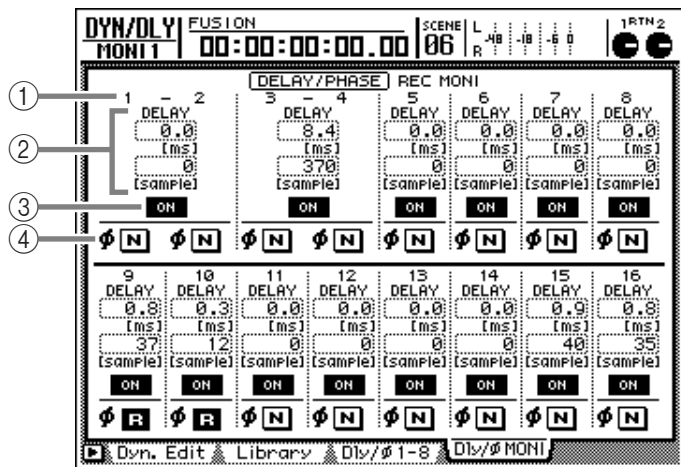 DYN/DLY FUSION SCENE L -48 -18 -6 0 1RTN2
MONI 1 00:00:00:00.00 06 R
DELAY/PHASE REC MONI
① 1 – 2 3 – 4 5 6 7 8
DELAY DELAY DELAY DELAY DELAY DELAY
② 0.0 8.4 0.0 0.0 0.0 0.0
[ms] [ms] [ms] [ms] [ms] [ms]
0 370 0 0 0 0
[sample] [sample] [sample] [sample] [sample] [sample]
③ ON ON ON ON ON ON
④ ϕ N ϕ N ϕ N ϕ N ϕ N ϕ N ϕ N ϕ N
9 10 11 12 13 14 15 16
DELAY DELAY DELAY DELAY DELAY DELAY DELAY DELAY
0.8 0.3 0.0 0.0 0.0 0.0 0.9 0.8
[ms] [ms] [ms] [ms] [ms] [ms] [ms] [ms]
37 12 0 0 0 0 40 35
[sample] [sample] [sample] [sample] [sample] [sample] [sample] [sample]
ON ON ON ON ON ON ON ON
ϕ R ϕ R ϕ N ϕ N ϕ N ϕ N ϕ N ϕ N
Dyn. Edit Library Dly/ϕ 1-8 Dly/ϕ MONI